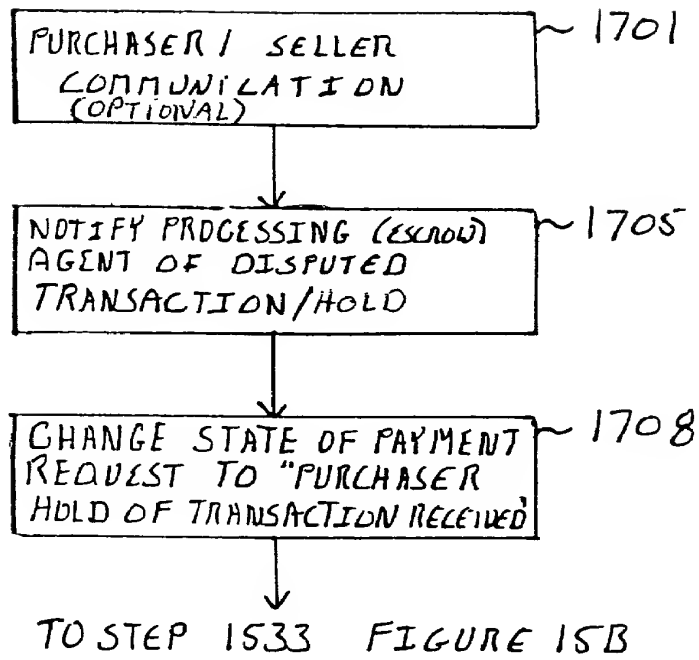 PURCHASER / SELLER
COMMUNICATION
(OPTIONAL)
1701
NOTIFY PROCESSING (ESCROW)
AGENT OF DISPUTED
TRANSACTION/HOLD
1705
CHANGE STATE OF PAYMENT
REQUEST TO "PURCHASER
HOLD OF TRANSACTION RECEIVED'
1708
TO STEP 1533 FIGURE 15B